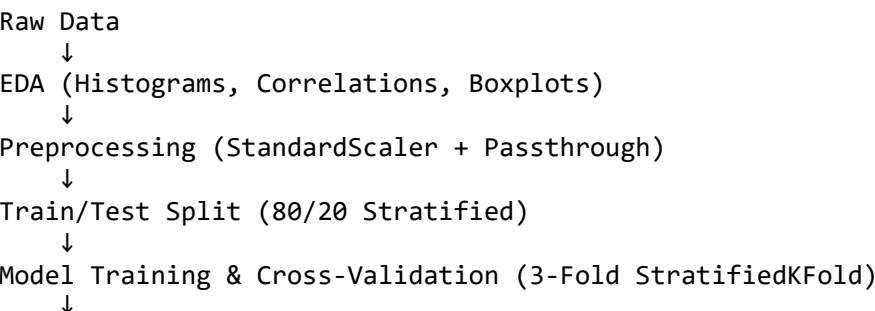 Raw Data
↓
EDA (Histograms, Correlations, Boxplots)
↓
Preprocessing (StandardScaler + Passthrough)
↓
Train/Test Split (80/20 Stratified)
↓
Model Training & Cross-Validation (3-Fold StratifiedKFold)
↓